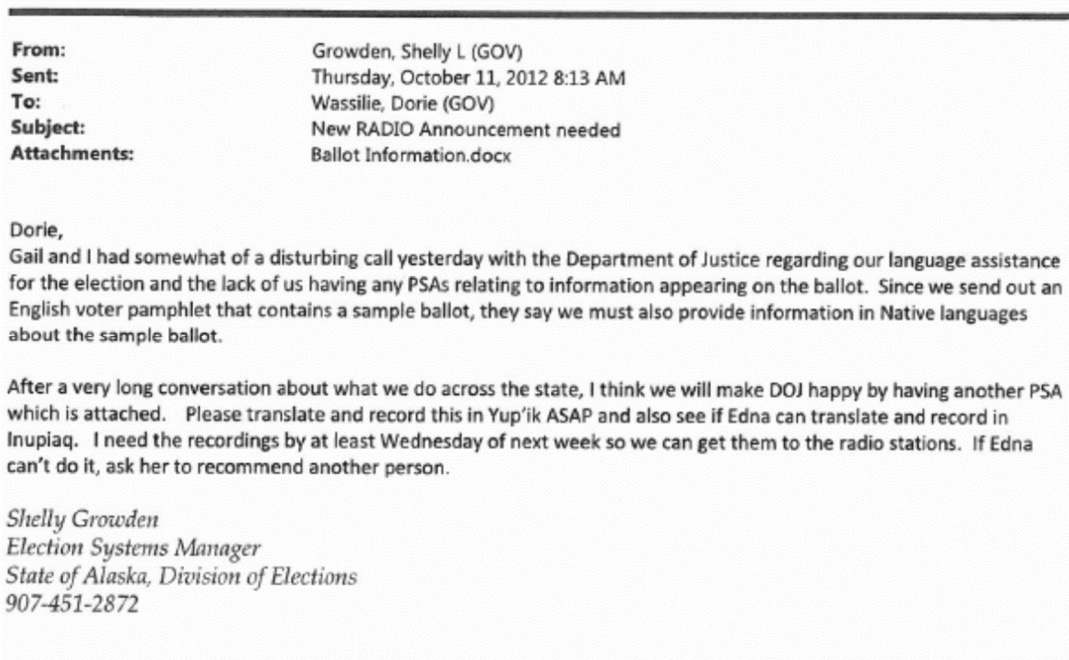 From: Growden, Shelly L (GOV)
Sent: Thursday, October 11, 2012 8:13 AM
To: Wassilie, Dorie (GOV)
Subject: New RADIO Announcement needed
Attachments: Ballot Information.docx
Dorie,
Gail and I had somewhat of a disturbing call yesterday with the Department of Justice regarding our language assistance
for the election and the lack of us having any PSAs relating to information appearing on the ballot.  Since we send out an
English voter pamphlet that contains a sample ballot, they say we must also provide information in Native languages
about the sample ballot.
After a very long conversation about what we do across the state, I think we will make DOJ happy by having another PSA
which is attached.   Please translate and record this in Yup'ik ASAP and also see if Edna can translate and record in
Inupiaq.  I need the recordings by at least Wednesday of next week so we can get them to the radio stations.  If Edna
can't do it, ask her to recommend another person.
Shelly Growden
Election Systems Manager
State of Alaska, Division of Elections
907-451-2872